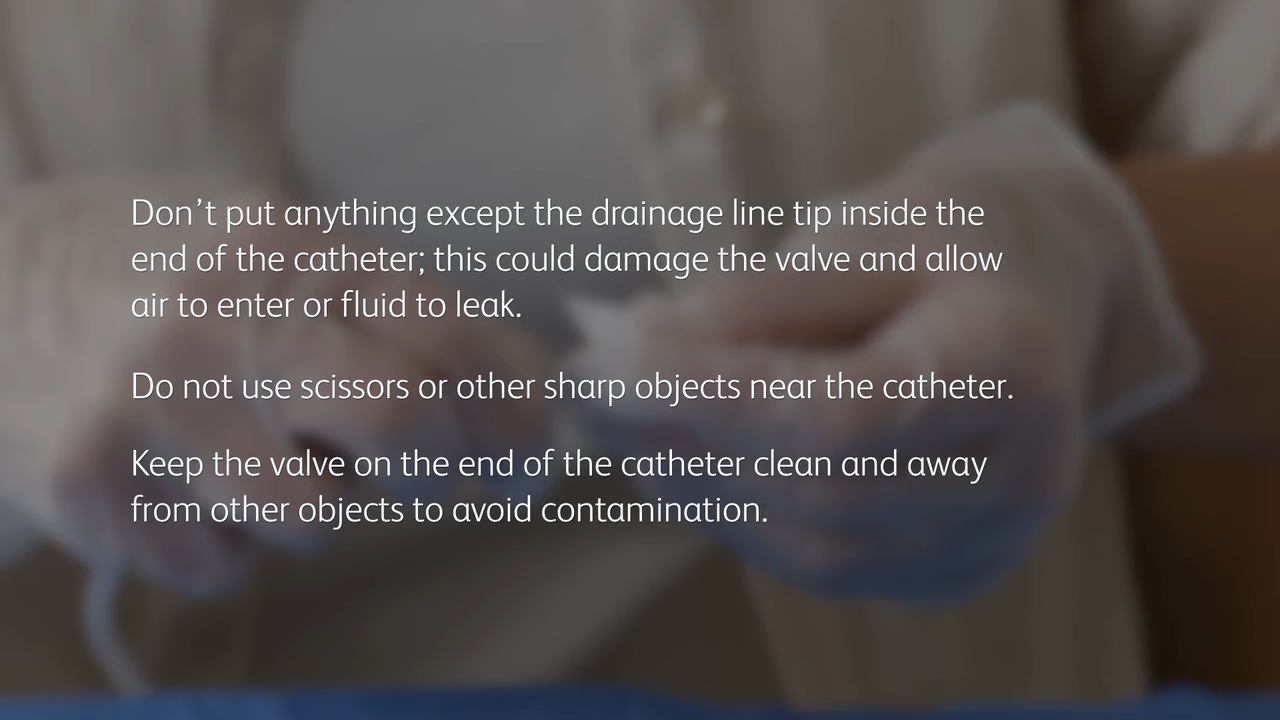 Don’t put anything except the drainage line tip inside the
end of the catheter; this could damage the valve and allow
air to enter or fluid to leak.
Do not use scissors or other sharp objects near the catheter.
Keep the valve on the end of the catheter clean and away
from other objects to avoid contamination.